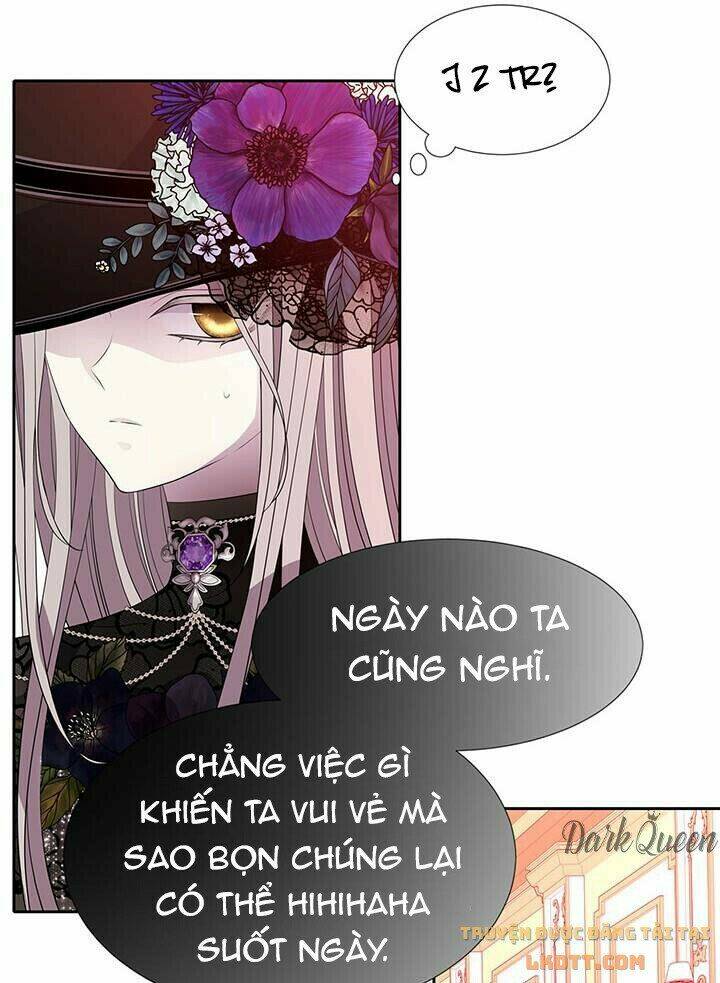 J Z TR?
NGÀY NÀO TA
CŨNG NGHĨ.
CHẲNG VIỆC GÌ
KHIẾN TA VUI VẺ MÀ
SAO BỌN CHÚNG LẠI
CÓ THỂ HIHIHAHA
SUỐT NGÀY.
Dark Queen
TRUYỆN ĐƯỢC ĐĂNG TẢI TẠI
LKDTT.COM